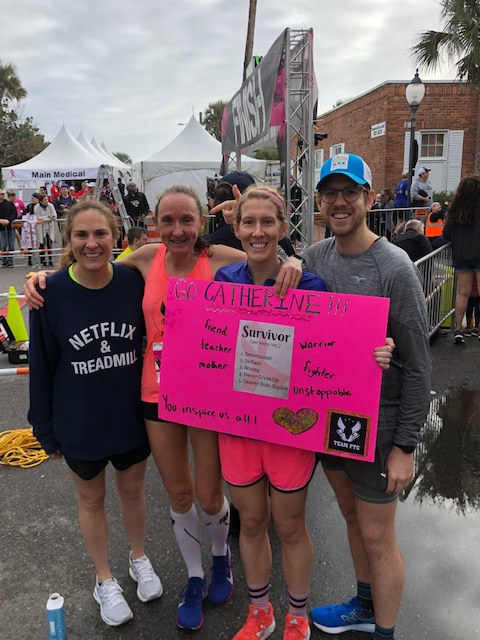 FINISH
Main Medical
NETFLIX
&
TREADMILL
GO CATHERINE!!!
friend
teacher
mother
Survivor
1. Determined
2. Defiant
3. Strong
4. Never Gives Up
5. Cancer Butt-Kicker
Warrior
fighter
Unstoppable
You inspire us all!
TEAM FTC